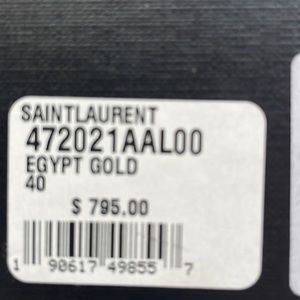 SAINTLAURENT
472021AAL00
EGYPT GOLD
40
$ 795.00
1 90617 49855 7